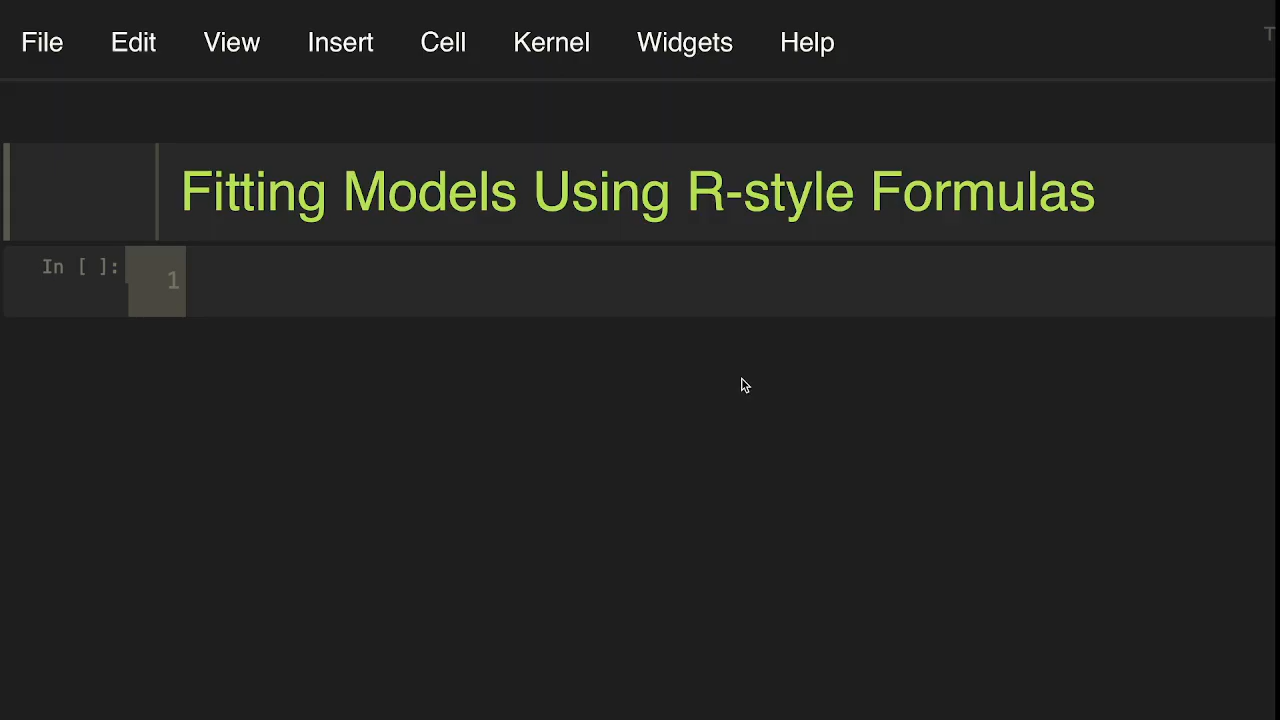 File Edit View Insert Cell Kernel Widgets Help T
Fitting Models Using R-style Formulas
In [ ]: 1